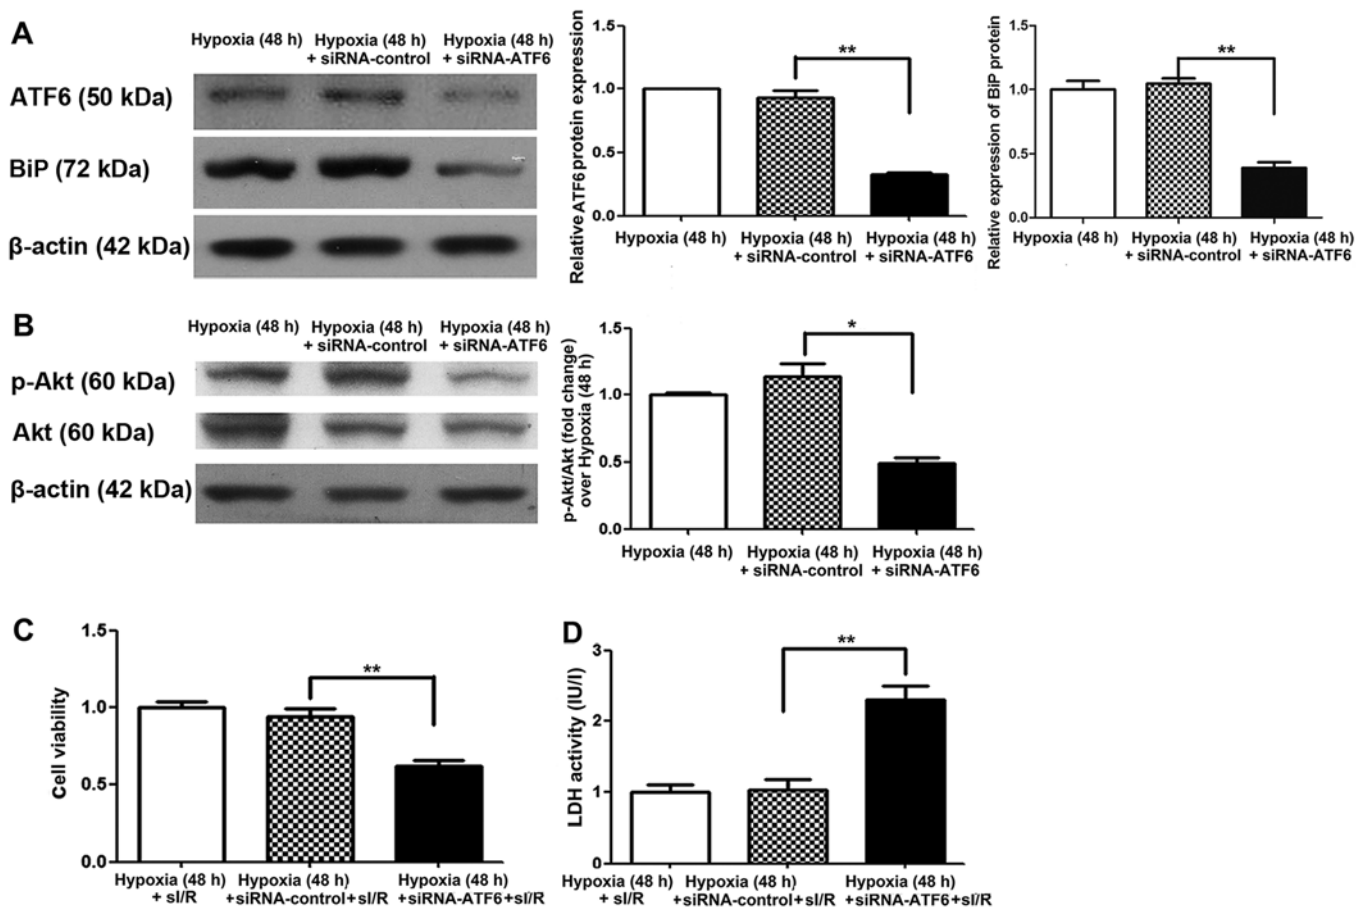 A
Hypoxia (48 h)
Hypoxia (48 h)
+ siRNA-control
Hypoxia (48 h)
+ siRNA-ATF6
ATF6 (50 kDa)
BiP (72 kDa)
β-actin (42 kDa)
Relative ATF6 protein expression
1.5
1.0
0.5
0.0
**
Hypoxia (48 h)
Hypoxia (48 h)
+ siRNA-control
Hypoxia (48 h)
+ siRNA-ATF6
Relative expression of BiP protein
1.5
1.0
0.5
0.0
**
Hypoxia (48 h)
Hypoxia (48 h)
+ siRNA-control
Hypoxia (48 h)
+ siRNA-ATF6
B
Hypoxia (48 h)
Hypoxia (48 h)
+ siRNA-control
Hypoxia (48 h)
+ siRNA-ATF6
p-Akt (60 kDa)
Akt (60 kDa)
β-actin (42 kDa)
p-Akt/Akt (fold change)
over Hypoxia (48 h)
1.5
1.0
0.5
0.0
*
Hypoxia (48 h)
Hypoxia (48 h)
+ siRNA-control
Hypoxia (48 h)
+ siRNA-ATF6
C
Cell viability
1.5
1.0
0.5
0.0
**
Hypoxia (48 h)
+ sI/R
Hypoxia (48 h)
+siRNA-control+sI/R
Hypoxia (48 h)
+siRNA-ATF6+sI/R
D
LDH activity (IU/l)
3
2
1
0
**
Hypoxia (48 h)
+ sI/R
Hypoxia (48 h)
+siRNA-control+sI/R
Hypoxia (48 h)
+siRNA-ATF6+sI/R